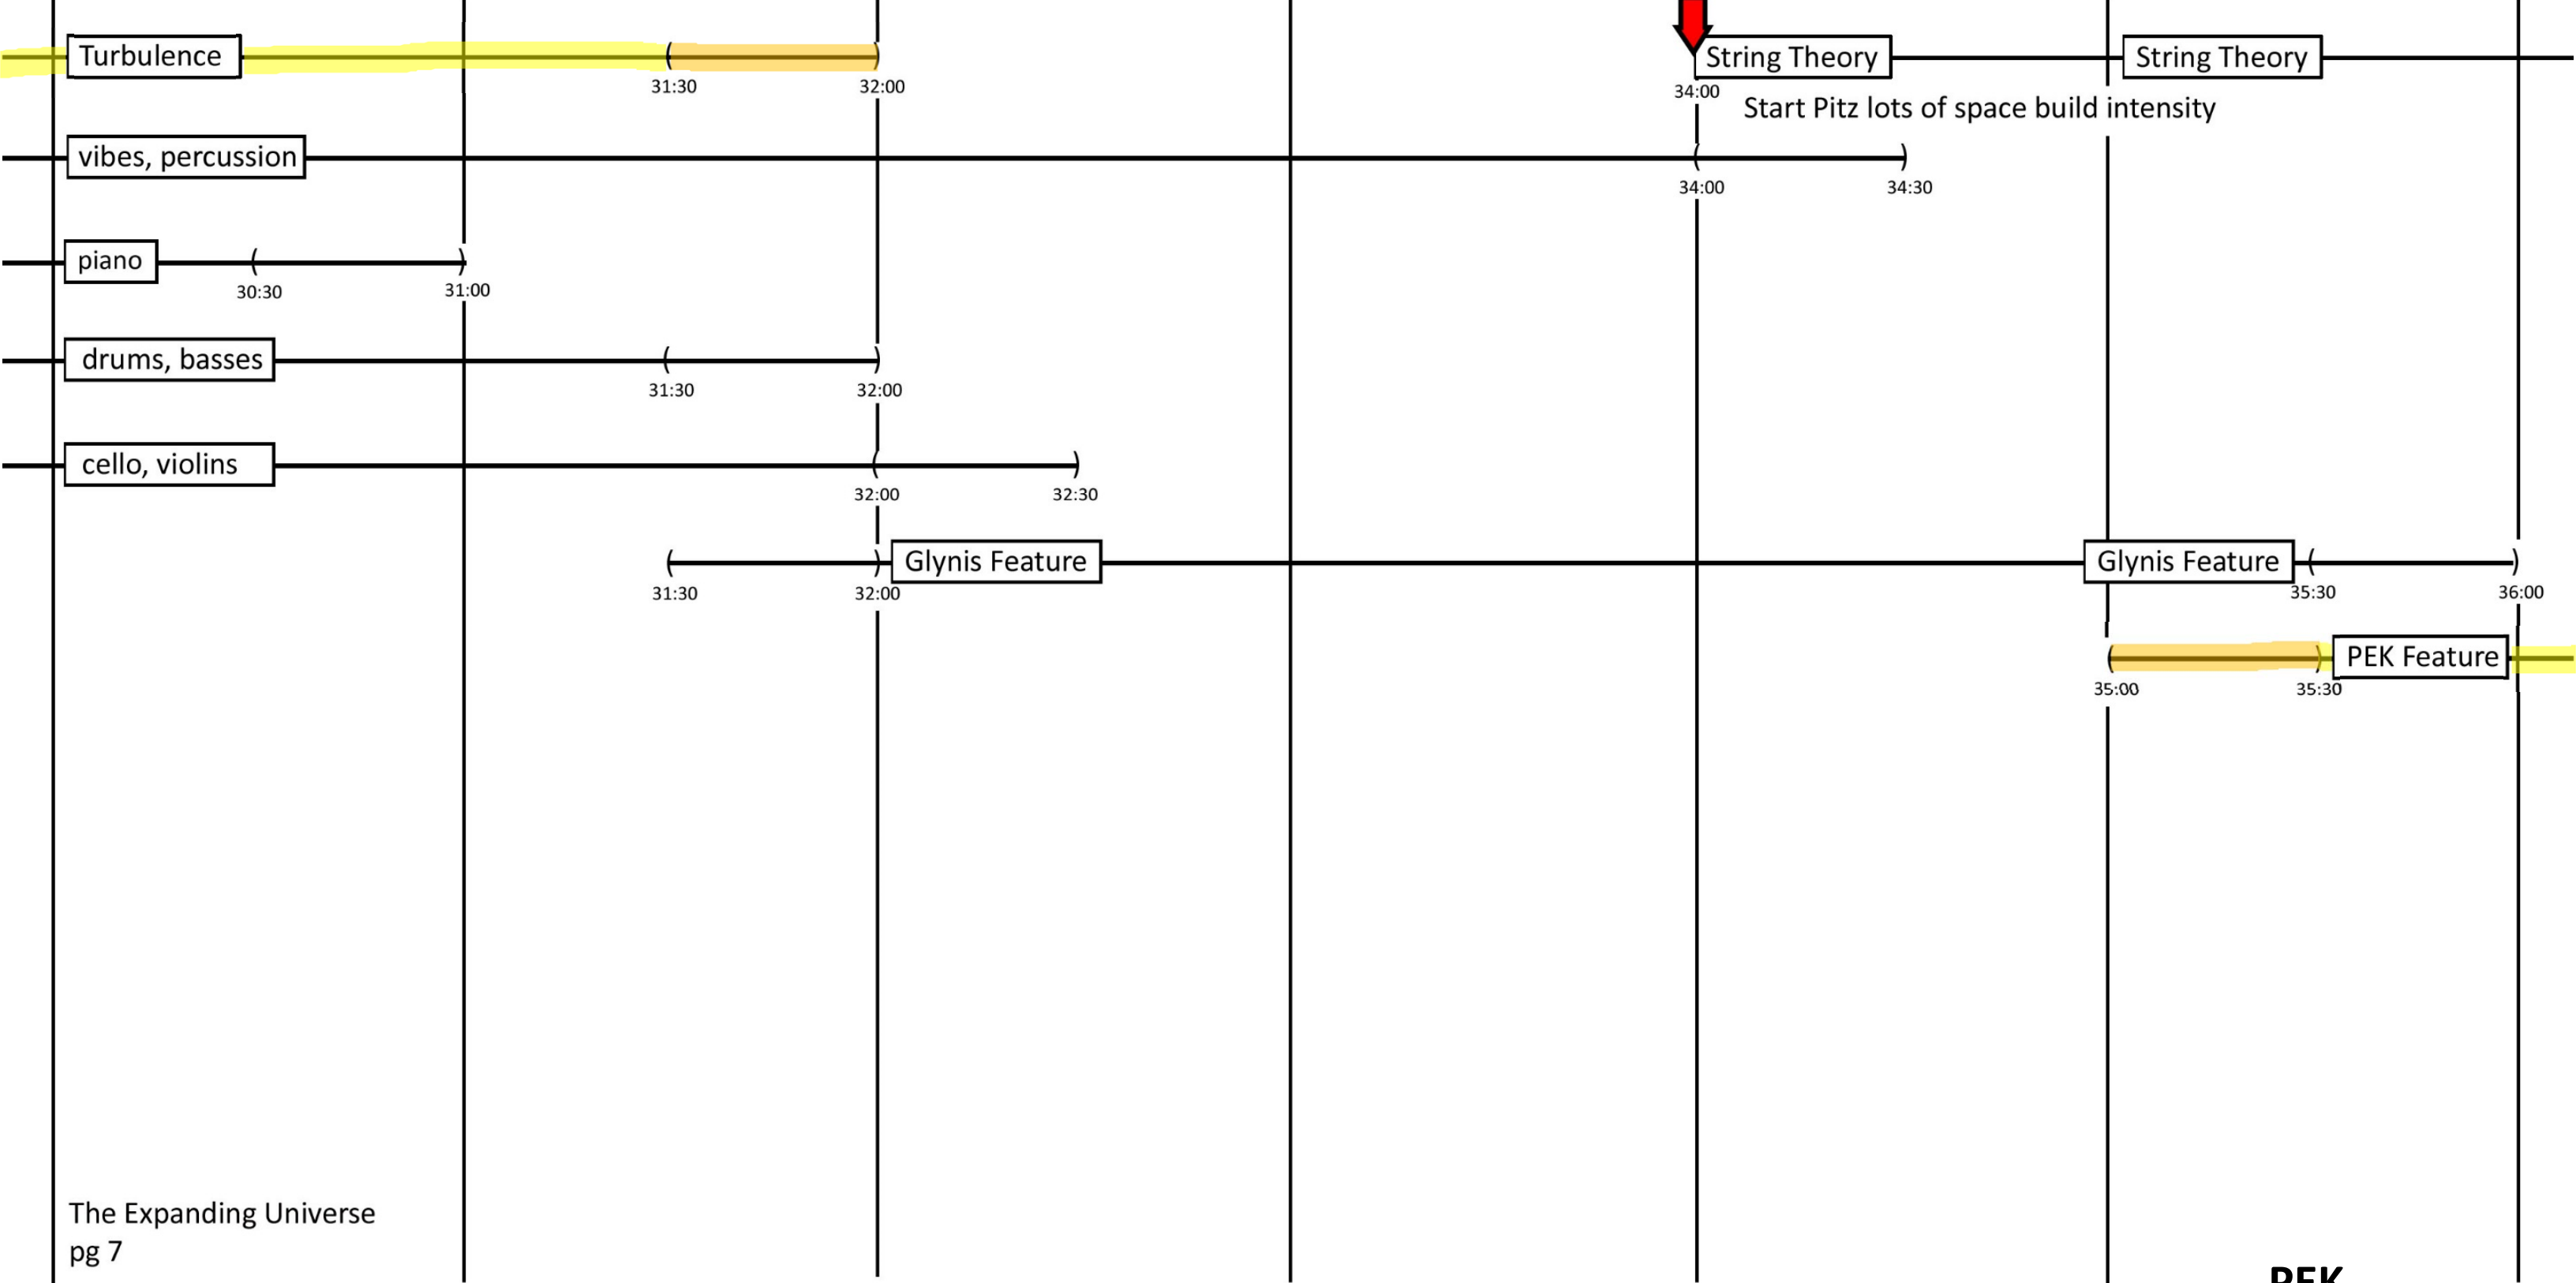 Turbulence
31:30
32:00
String Theory
String Theory
34:00
Start Pitz lots of space build intensity
vibes, percussion
34:00
34:30
piano
30:30
31:00
drums, basses
31:30
32:00
cello, violins
32:00
32:30
Glynis Feature
Glynis Feature
31:30
32:00
35:30
36:00
PEK Feature
35:00
35:30
The Expanding Universe
pg 7
PEK